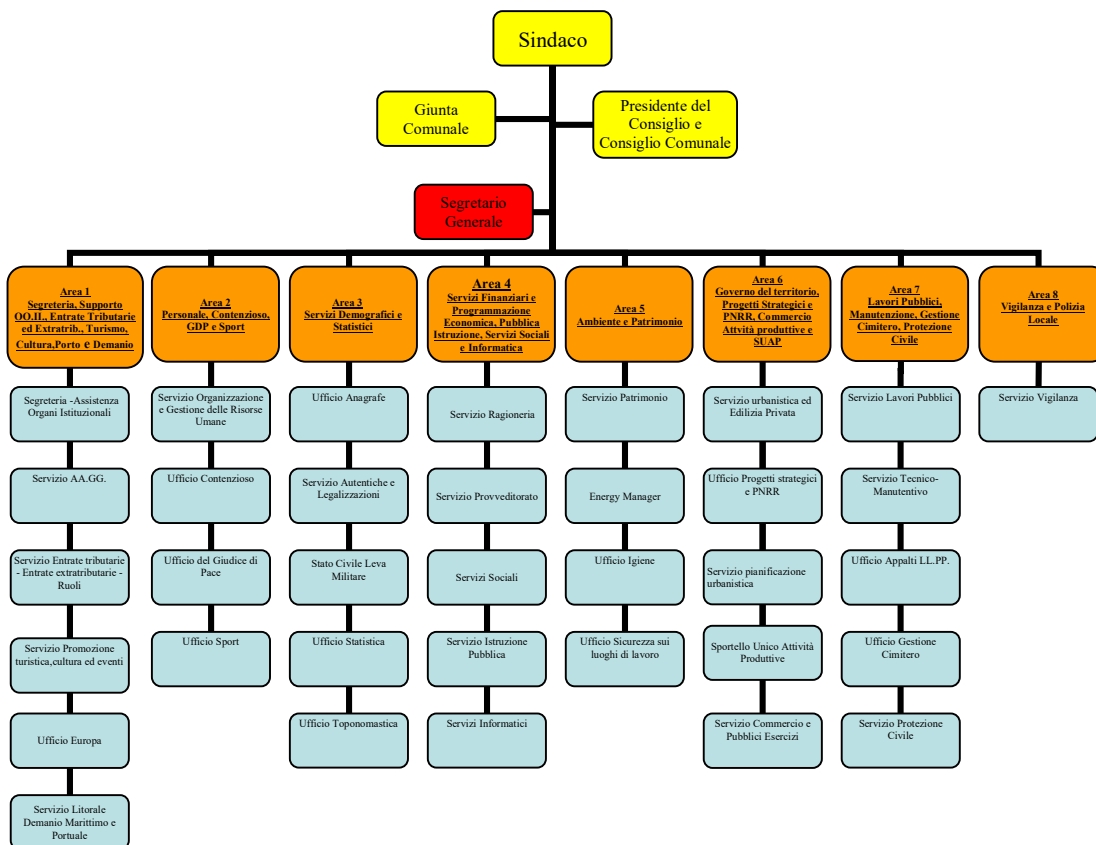 Sindaco
Giunta
Comunale
Presidente del
Consiglio e
Consiglio Comunale
Segretario
Generale
Area 1
Segreteria, Supporto
OO.II., Entrate Tributarie
ed Extratrib., Turismo,
Cultura,Porto e Demanio
Segreteria -Assistenza
Organi Istituzionali
Servizio AA.GG.
Servizio Entrate tributarie
- Entrate extratributarie -
Ruoli
Servizio Promozione
turistica,cultura ed eventi
Ufficio Europa
Servizio Litorale
Demanio Marittimo e
Portuale
Area 2
Personale, Contenzioso,
GDP e Sport
Servizio Organizzazione
e Gestione delle Risorse
Umane
Ufficio Contenzioso
Ufficio del Giudice di
Pace
Ufficio Sport
Area 3
Servizi Demografici e
Statistici
Ufficio Anagrafe
Servizio Autentiche e
Legalizzazioni
Stato Civile Leva
Militare
Ufficio Statistica
Ufficio Toponomastica
Area 4
Servizi Finanziari e
Programmazione
Economica, Pubblica
Istruzione, Servizi Sociali
e Informatica
Servizio Ragioneria
Servizio Provveditorato
Servizi Sociali
Servizio Istruzione
Pubblica
Servizi Informatici
Area 5
Ambiente e Patrimonio
Servizio Patrimonio
Energy Manager
Ufficio Igiene
Ufficio Sicurezza sui
luoghi di lavoro
Area 6
Governo del territorio,
Progetti Strategici e
PNRR, Commercio
Attvità produttive e
SUAP
Servizio urbanistica ed
Edilizia Privata
Ufficio Progetti strategici
e PNRR
Servizio pianificazione
urbanistica
Sportello Unico Attività
Produttive
Servizio Commercio e
Pubblici Esercizi
Area 7
Lavori Pubblici,
Manutenzione, Gestione
Cimitero, Protezione
Civile
Servizio Lavori Pubblici
Servizio Tecnico-
Manutentivo
Ufficio Appalti LL.PP.
Ufficio Gestione
Cimitero
Servizio Protezione
Civile
Area 8
Vigilanza e Polizia
Locale
Servizio Vigilanza